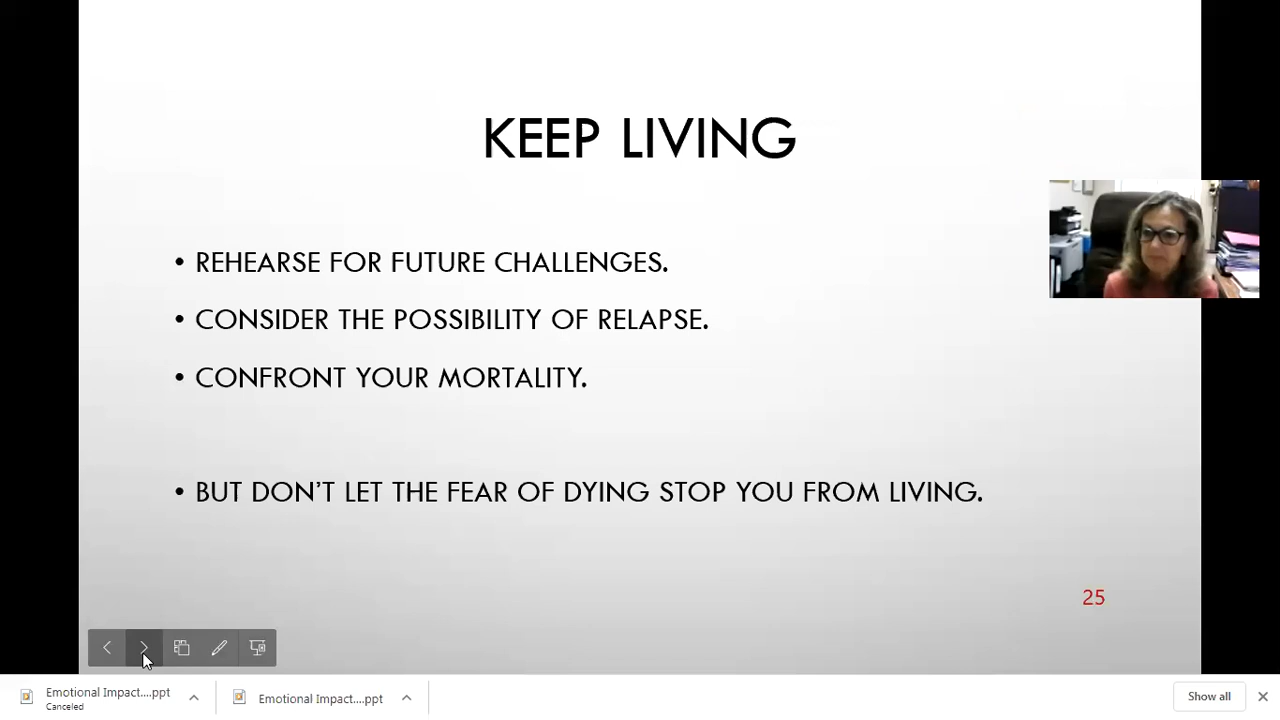 KEEP LIVING
• REHEARSE FOR FUTURE CHALLENGES.
• CONSIDER THE POSSIBILITY OF RELAPSE.
• CONFRONT YOUR MORTALITY.
• BUT DON'T LET THE FEAR OF DYING STOP YOU FROM LIVING.
25
Emotional Impact....ppt
Canceled
Emotional Impact....ppt
Show all